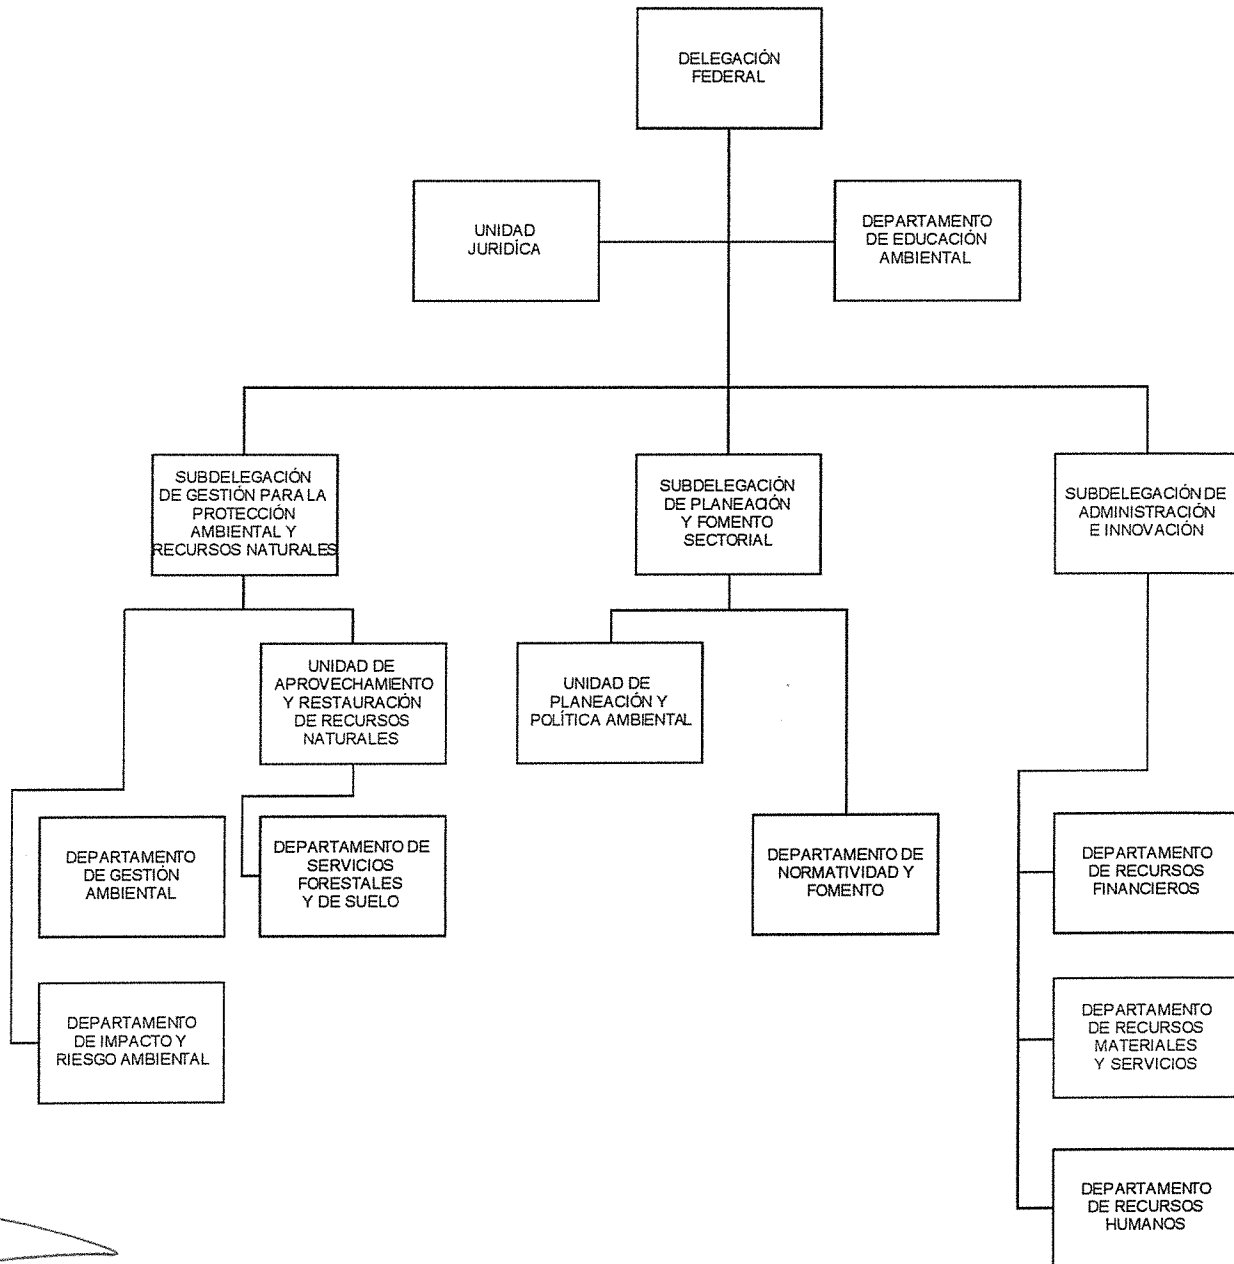 DELEGACIÓN
FEDERAL
UNIDAD
JURIDÍCA
DEPARTAMENTO
DE EDUCACIÓN
AMBIENTAL
SUBDELEGACIÓN
DE GESTIÓN PARA LA
PROTECCIÓN
AMBIENTAL Y
RECURSOS NATURALES
SUBDELEGACIÓN
DE PLANEACIÓN
Y FOMENTO
SECTORIAL
SUBDELEGACIÓN DE
ADMINISTRACIÓN
E INNOVACIÓN
UNIDAD DE
APROVECHAMIENTO
Y RESTAURACIÓN
DE RECURSOS
NATURALES
UNIDAD DE
PLANEACIÓN Y
POLÍTICA AMBIENTAL
DEPARTAMENTO
DE GESTIÓN
AMBIENTAL
DEPARTAMENTO DE
SERVICIOS
FORESTALES
Y DE SUELO
DEPARTAMENTO DE
NORMATIVIDAD Y
FOMENTO
DEPARTAMENTO
DE RECURSOS
FINANCIEROS
DEPARTAMENTO
DE IMPACTO Y
RIESGO AMBIENTAL
DEPARTAMENTO
DE RECURSOS
MATERIALES
Y SERVICIOS
DEPARTAMENTO
DE RECURSOS
HUMANOS